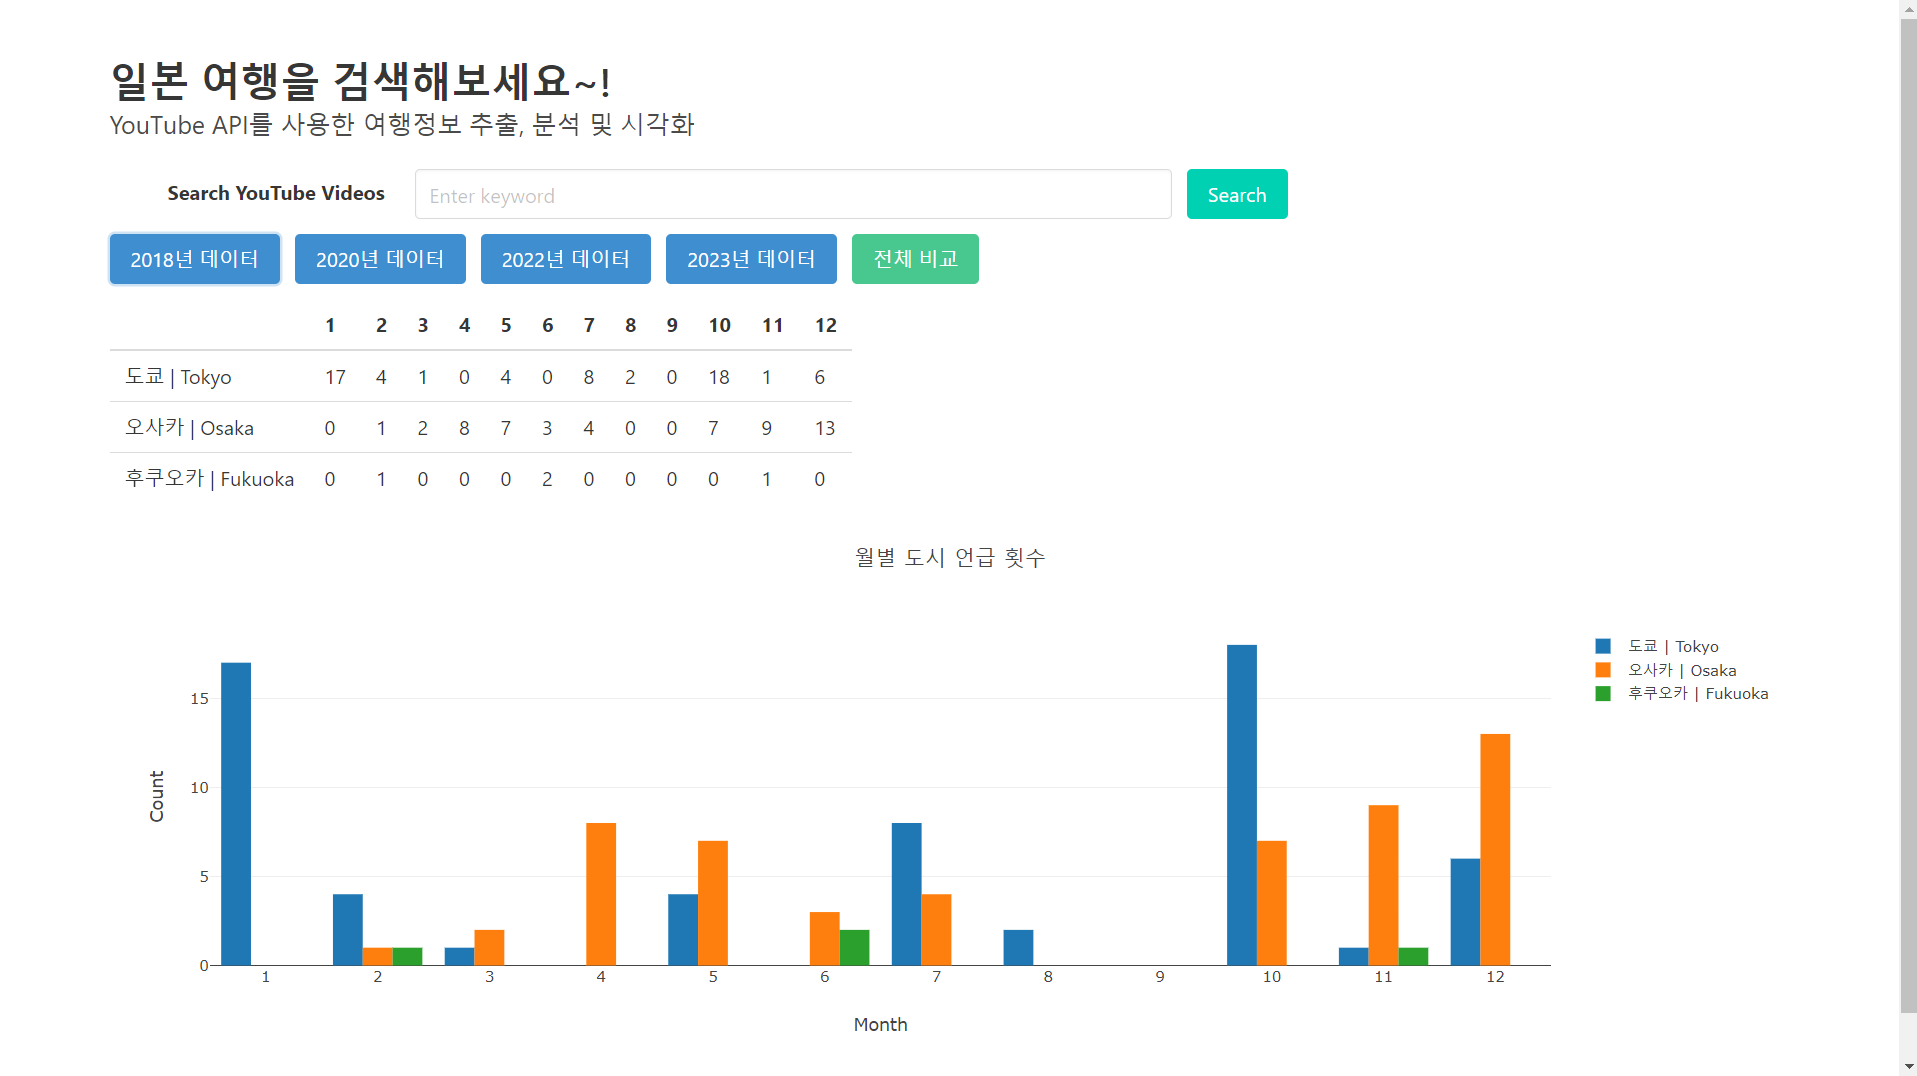 일본 여행을 검색해보세요~!
YouTube API를 사용한 여행정보 추출, 분석 및 시각화
Search YouTube Videos Enter keyword Search
2018년 데이터 2020년 데이터 2022년 데이터 2023년 데이터 전체 비교
1 2 3 4 5 6 7 8 9 10 11 12
도쿄 | Tokyo 17 4 1 0 4 0 8 2 0 18 1 6
오사카 | Osaka 0 1 2 8 7 3 4 0 0 7 9 13
후쿠오카 | Fukuoka 0 1 0 0 0 2 0 0 0 0 1 0
월별 도시 언급 횟수
도쿄 | Tokyo
오사카 | Osaka
후쿠오카 | Fukuoka
15
10
5
0
Count
1 2 3 4 5 6 7 8 9 10 11 12
Month